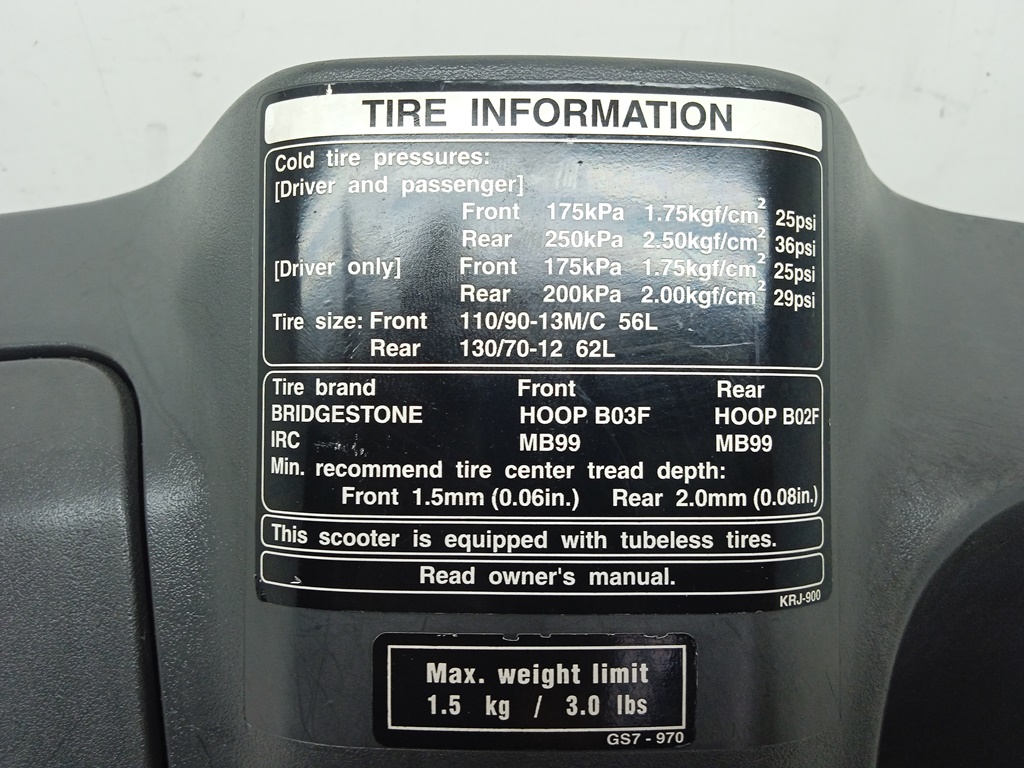 TIRE INFORMATION
Cold tire pressures:
[Driver and passenger]
Front 175kPa 1.75kgf/cm² 25psi
Rear 250kPa 2.50kgf/cm² 36psi
[Driver only] Front 175kPa 1.75kgf/cm² 25psi
Rear 200kPa 2.00kgf/cm² 29psi
Tire size: Front 110/90-13M/C 56L
Rear 130/70-12 62L
Tire brand Front Rear
BRIDGESTONE HOOP B03F HOOP B02F
IRC MB99 MB99
Min. recommend tire center tread depth:
Front 1.5mm (0.06in.) Rear 2.0mm (0.08in.)
This scooter is equipped with tubeless tires.
Read owner's manual.
KRJ-900
Max. weight limit
1.5 kg / 3.0 lbs
GS7 - 970